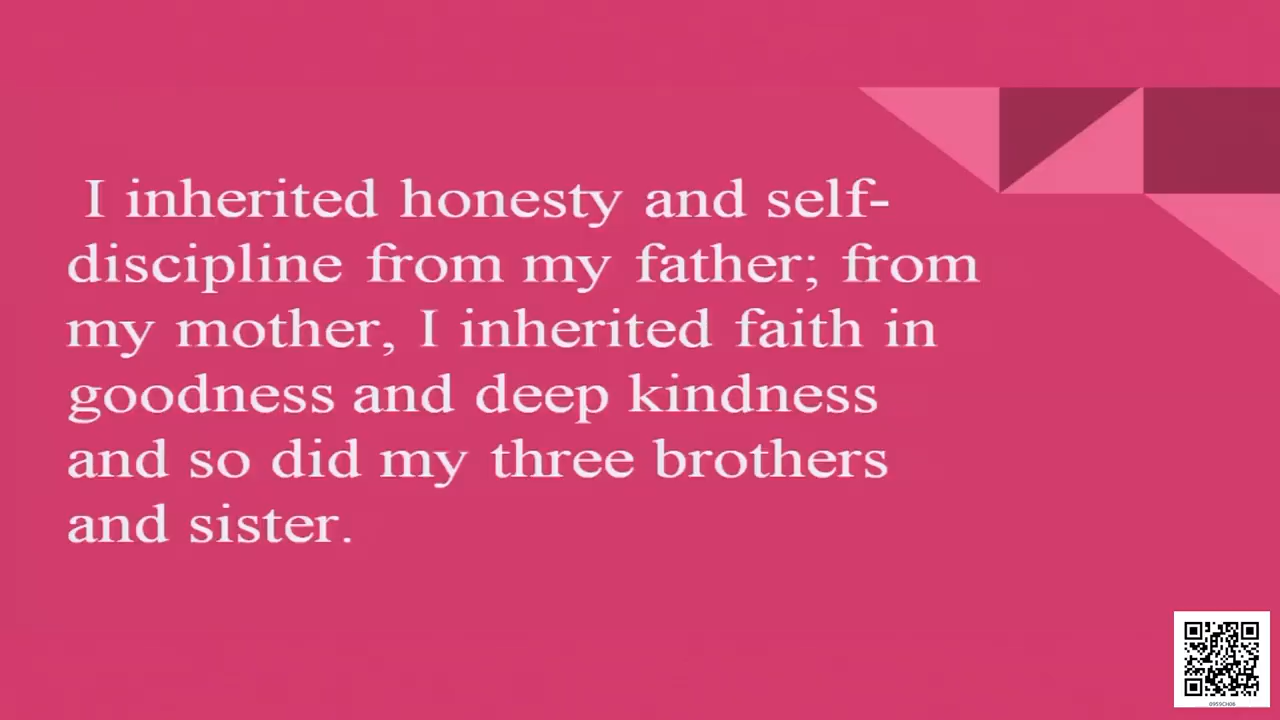 I inherited honesty and self-
discipline from my father; from
my mother, I inherited faith in
goodness and deep kindness
and so did my three brothers
and sister.
0959CH06